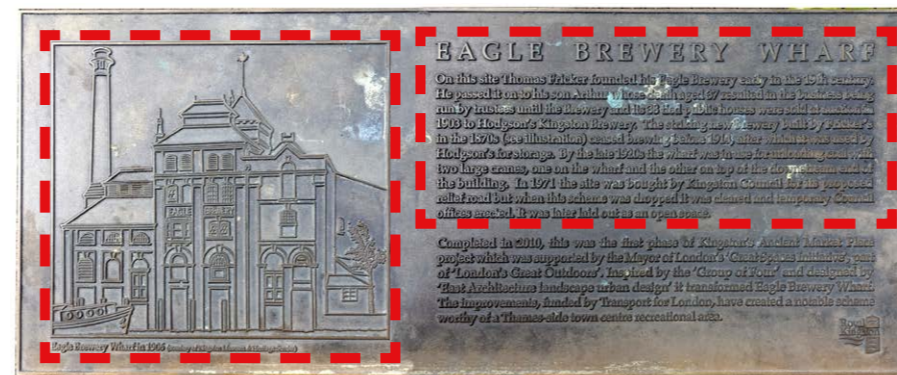 EAGLE BREWERY WHARF
On this site Thomas Fricker founded his Eagle Brewery early in the 19th century.
He passed it on to his son Arthur whose death aged 37 resulted in the business being
run by trustees until the Brewery and its public houses were sold at auction in
1903 to Hodgson's Kingston Brewery. The striking new brewery built by Fricker's
in the 1870s (see illustration) ceased brewing before after which it was used by
Hodgson's for storage. By the late 1920s the wharf was in use for coal with
two large cranes, one on the wharf and the other on top of the end of
the building. In 1971 the site was bought by Kingston Council for its proposed
relief road but when this scheme was dropped it was cleared and temporary Council
offices erected. It was later laid out as an open space.
Completed in 2010, this was the first phase of Kingston's Ancient Market Place
project which was supported by the Mayor of London's 'Great Spaces Initiative', part
of 'London's Great Outdoors'. Inspired by the 'Group of Four' and designed by
'East Architecture landscape urban design' it transformed Eagle Brewery Wharf.
The improvements, funded by Transport for London, have created a notable scheme
worthy of a Thames-side town centre recreational area.
EAGLE BREWERY
Eagle Brewery Wharf in 1906
Royal Kingston